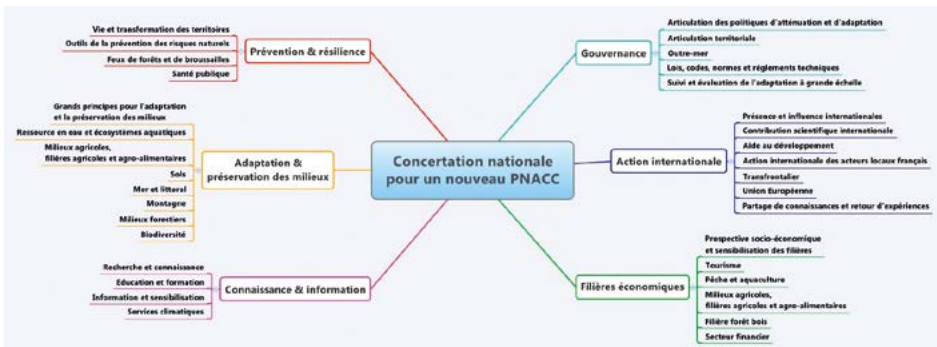 Vie et transformation des territoires
Outils de la prévention des risques naturels
Feux de forêts et de broussailles
Santé publique
Prévention & résilience
Grands principes pour l'adaptation
et la préservation des milieux
Ressource en eau et écosystèmes aquatiques
Milieux agricoles,
filières agricoles et agro-alimentaires
Sols
Mer et littoral
Montagne
Milieux forestiers
Biodiversité
Adaptation &
préservation des milieux
Recherche et connaissance
Education et formation
Information et sensibilisation
Services climatiques
Connaissance & information
Concertation nationale
pour un nouveau PNACC
Gouvernance
Articulation des politiques d'atténuation et d'adaptation
Articulation territoriale
Outre-mer
Lois, codes, normes et règlements techniques
Suivi et évaluation de l'adaptation à grande échelle
Action internationale
Présence et influence internationales
Contribution scientifique internationale
Aide au développement
Action internationale des acteurs locaux français
Transfrontalier
Union Européenne
Partage de connaissances et retour d'expériences
Filières économiques
Prospective socio-économique
et sensibilisation des filières
Tourisme
Pêche et aquaculture
Milieux agricoles,
filières agricoles et agro-alimentaires
Filière forêt bois
Secteur financier